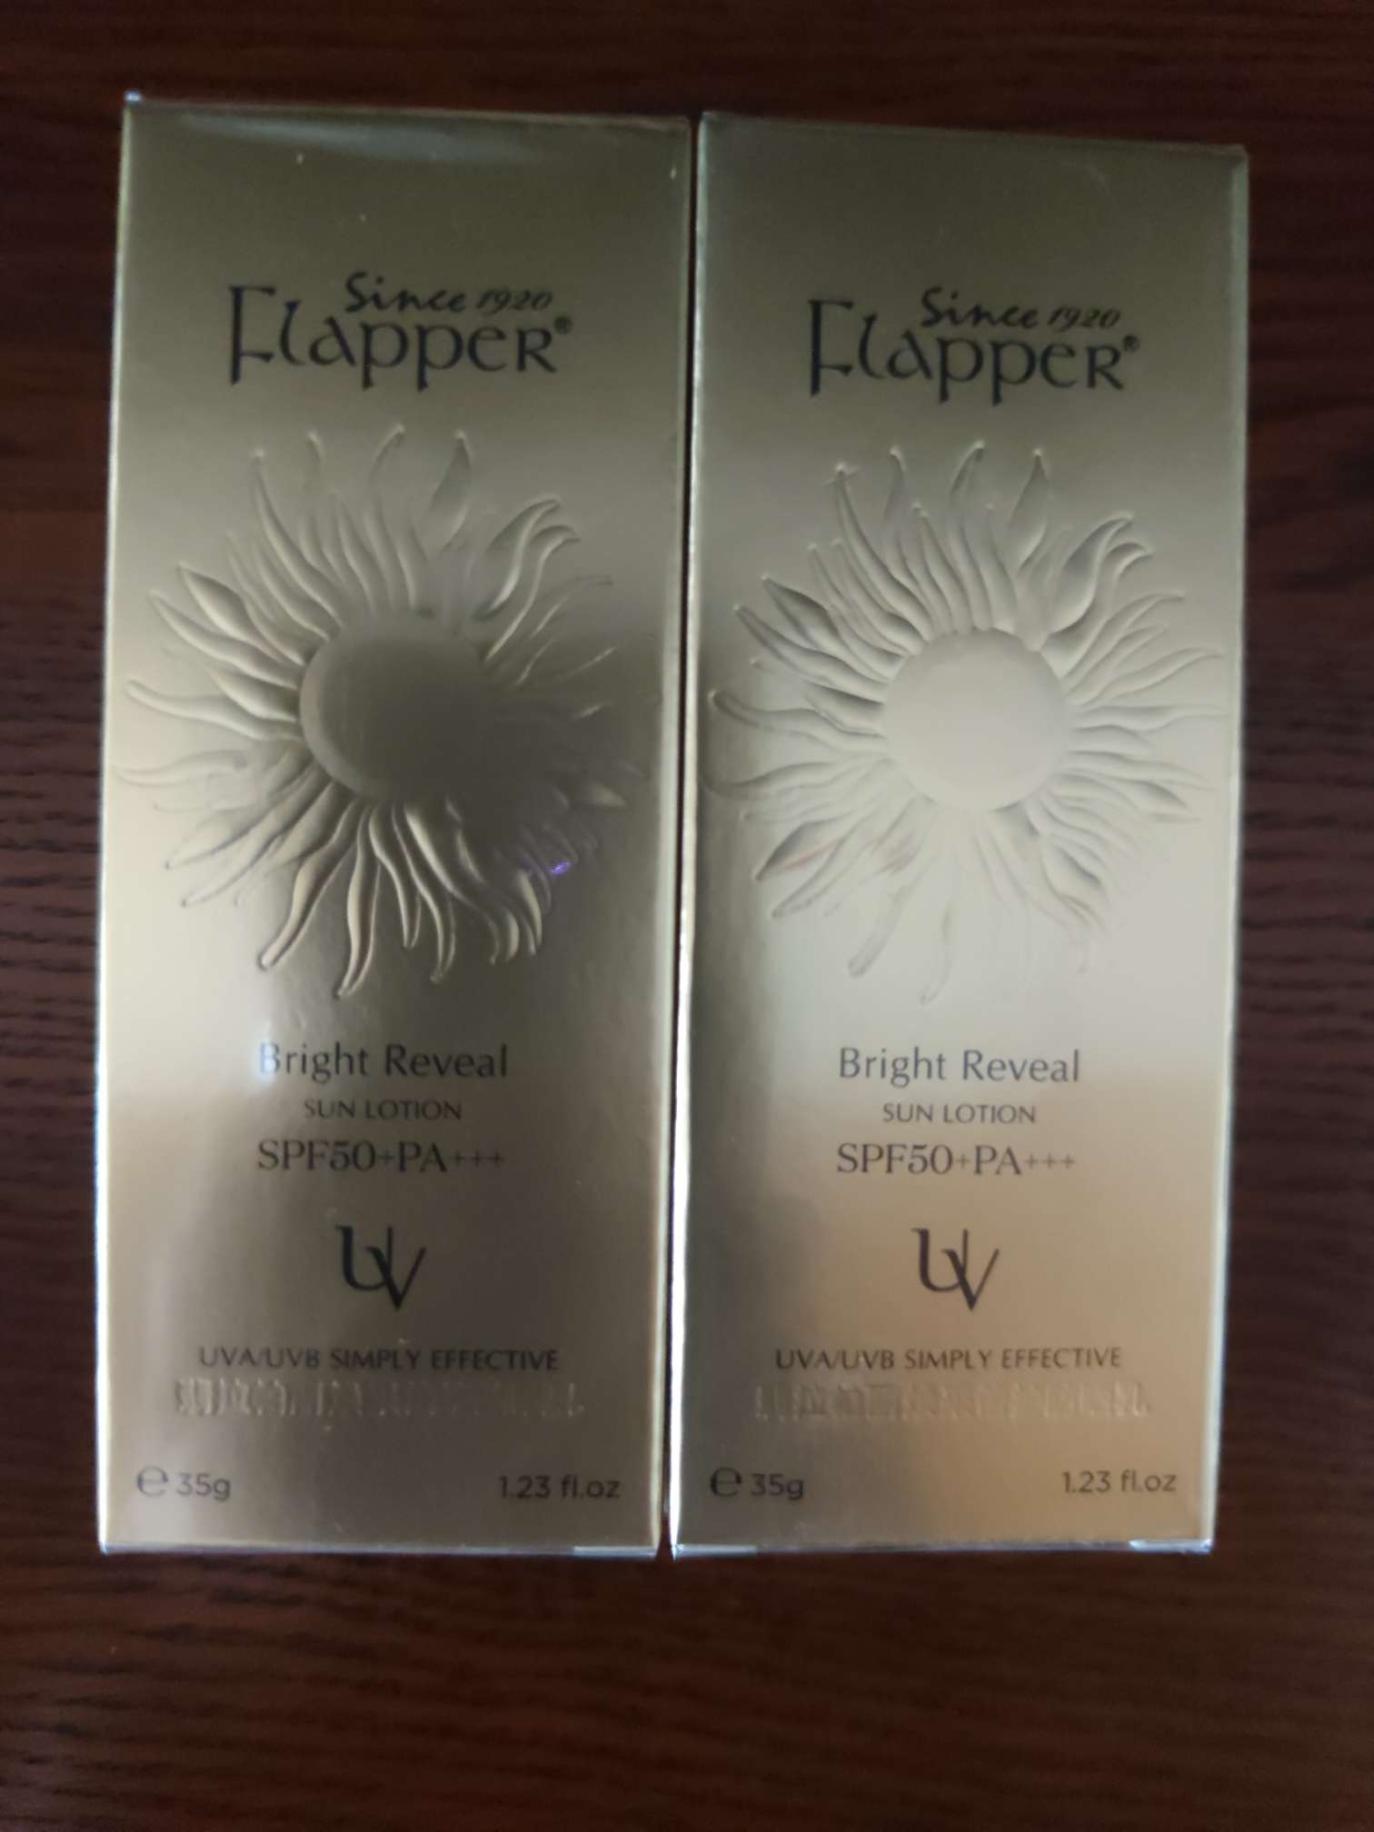 Since 1920
Flapper®
Bright Reveal
SUN LOTION
SPF50+PA+++
UV
UVA/UVB SIMPLY EFFECTIVE
e 35g 1.23 fl.oz
Since 1920
Flapper®
Bright Reveal
SUN LOTION
SPF50+PA+++
UV
UVA/UVB SIMPLY EFFECTIVE
e 35g 1.23 fl.oz